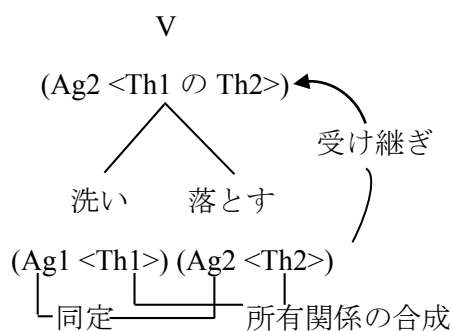 V
(Ag2 <Th1 の Th2>)
受け継ぎ
洗い 落とす
(Ag1 <Th1>) (Ag2 <Th2>)
同定 所有関係の合成